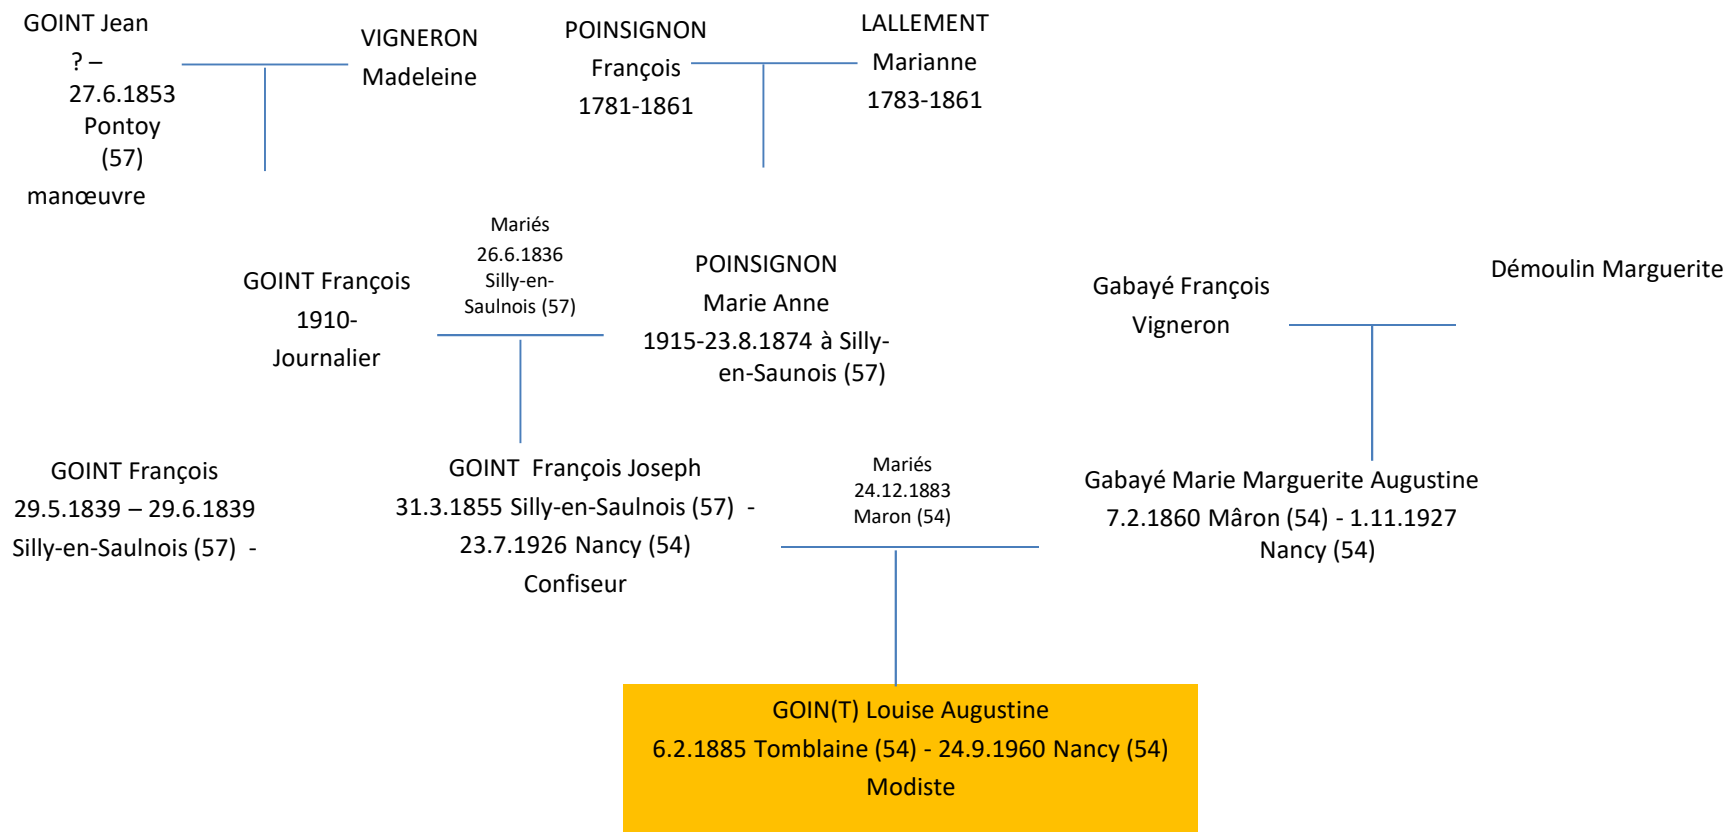 GOINT Jean
? –
27.6.1853
Pontoy
(57)
manœuvre
VIGNERON
Madeleine
POINSIGNON
François
1781-1861
LALLEMENT
Marianne
1783-1861
GOINT François
1910-
Journalier
Mariés
26.6.1836
Silly-en-
Saulnois (57)
POINSIGNON
Marie Anne
1915-23.8.1874 à Silly-
en-Saunois (57)
Gabayé François
Vigneron
Démoulin Marguerite
GOINT François
29.5.1839 – 29.6.1839
Silly-en-Saulnois (57) -
GOINT François Joseph
31.3.1855 Silly-en-Saulnois (57) -
23.7.1926 Nancy (54)
Confiseur
Mariés
24.12.1883
Maron (54)
Gabayé Marie Marguerite Augustine
7.2.1860 Mâron (54) - 1.11.1927
Nancy (54)
GOIN(T) Louise Augustine
6.2.1885 Tomblaine (54) - 24.9.1960 Nancy (54)
Modiste